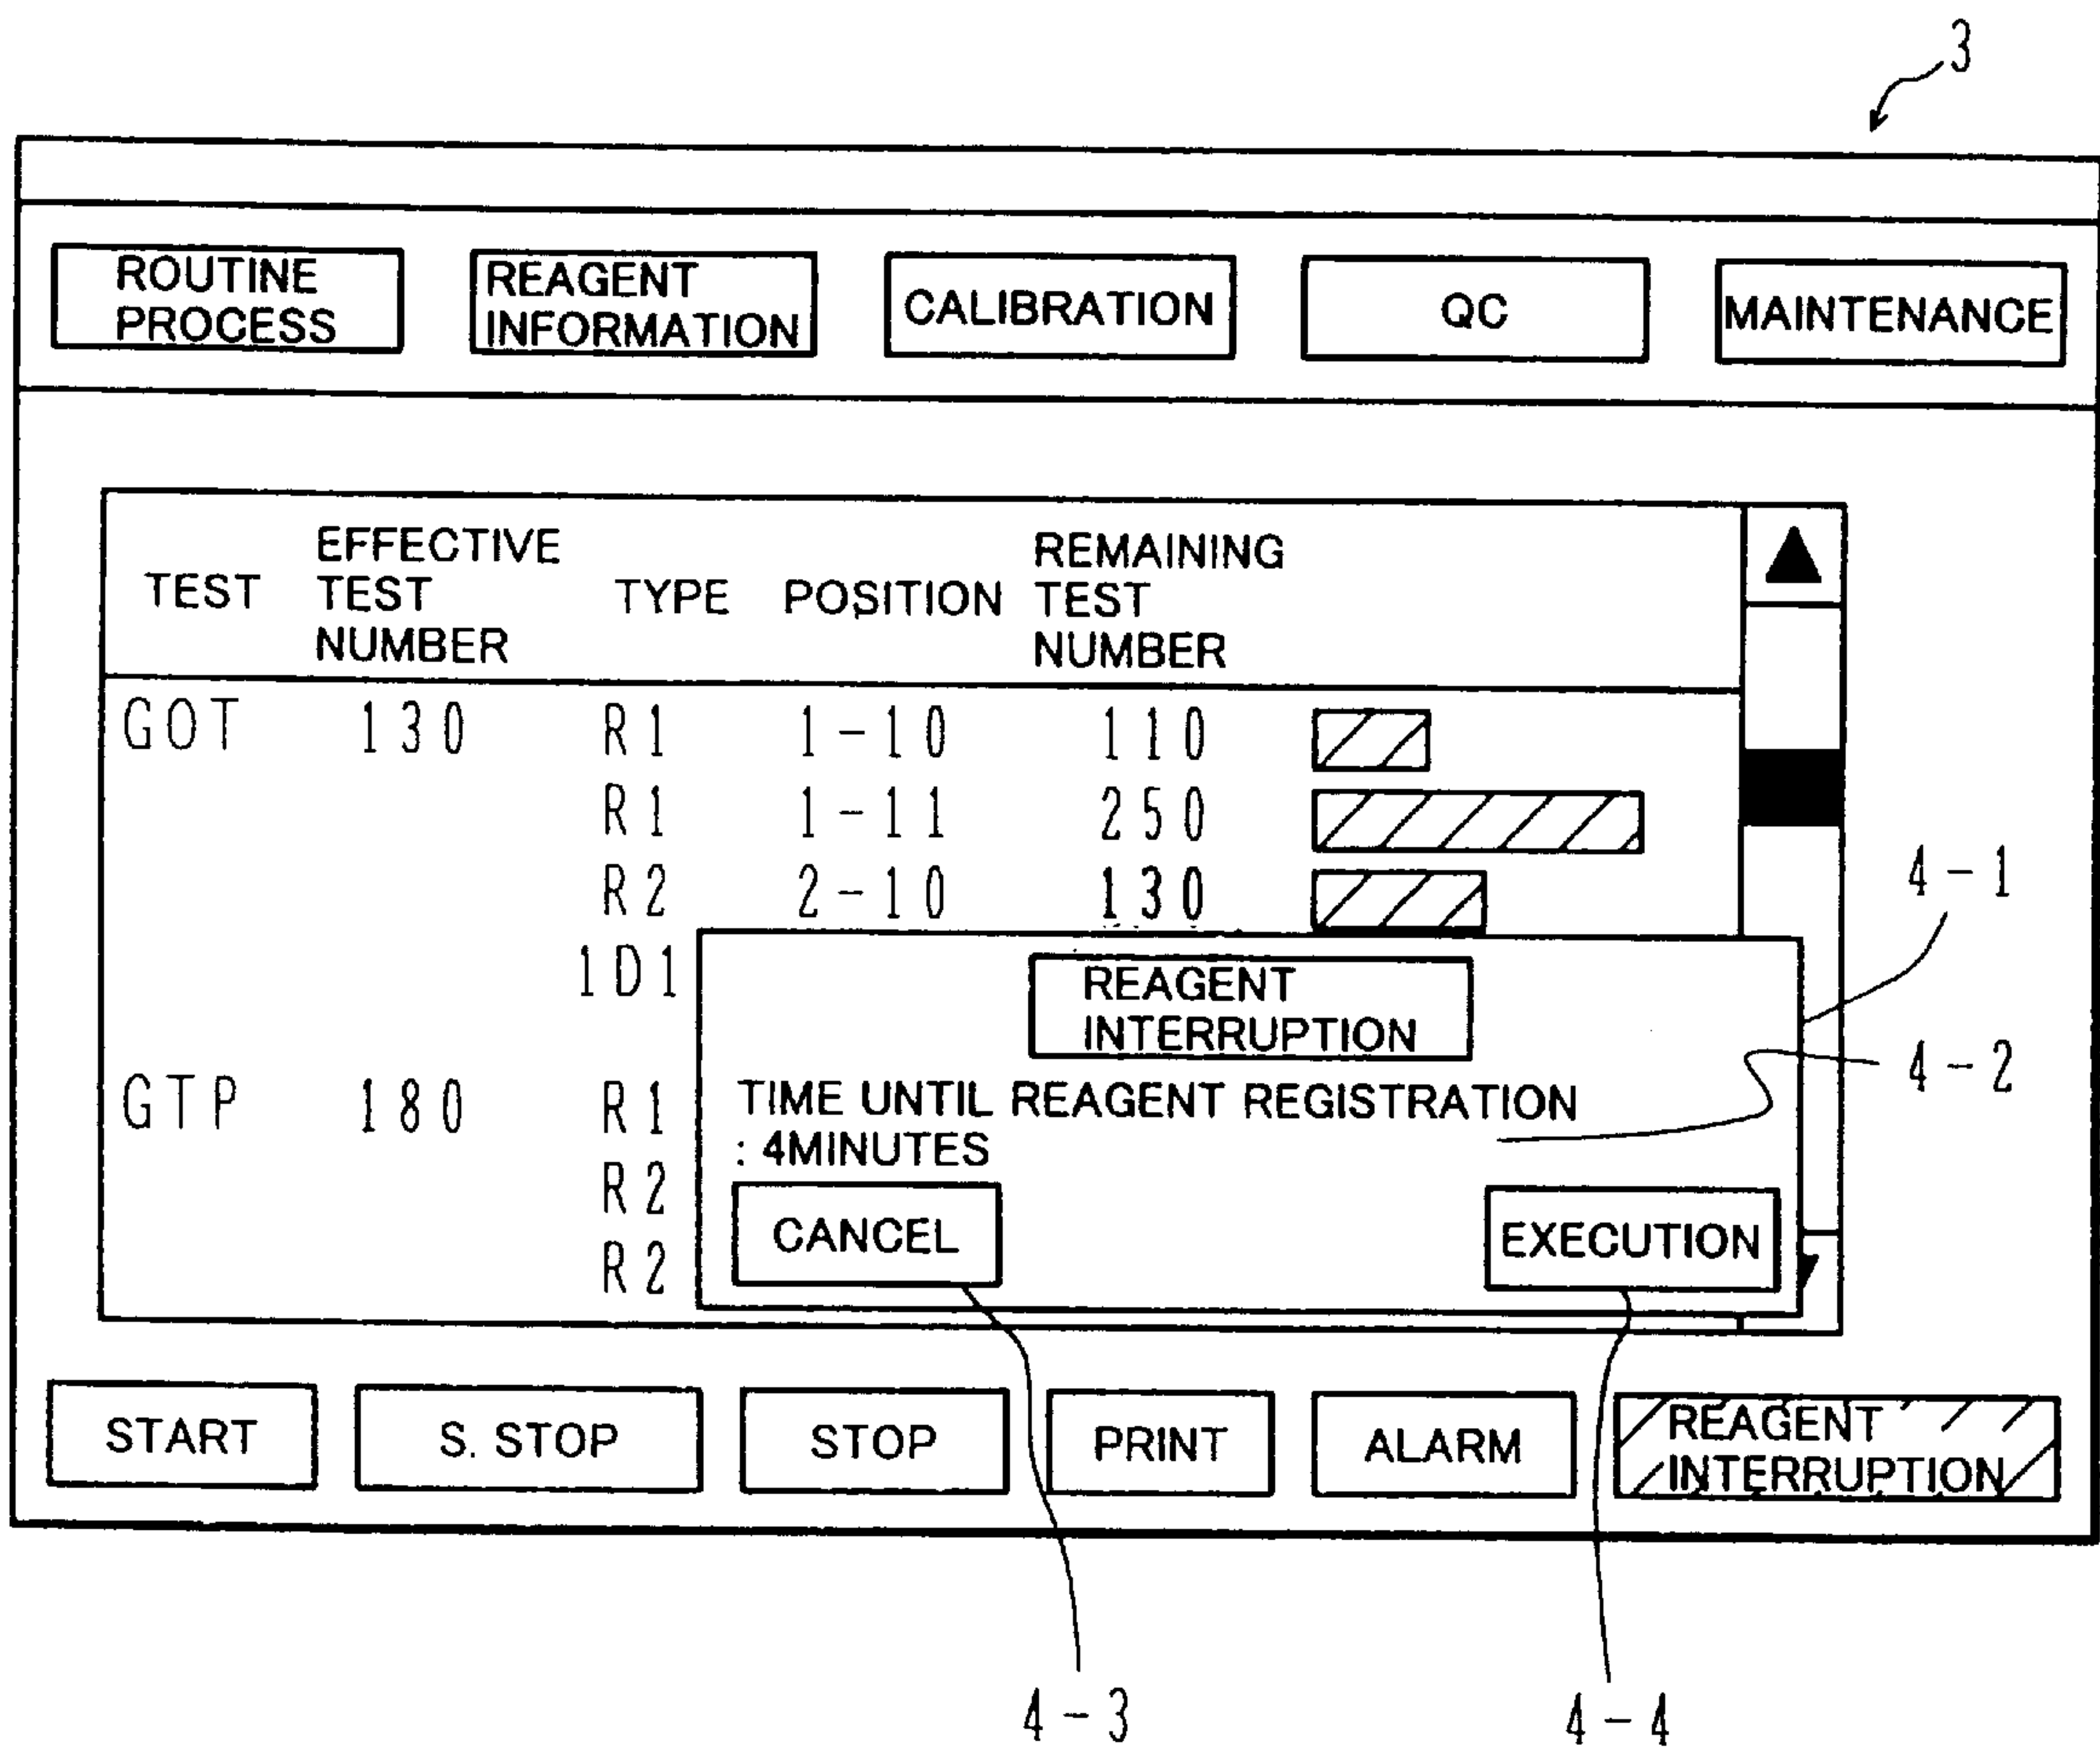 3
ROUTINE
PROCESS
REAGENT
INFORMATION
CALIBRATION
QC
MAINTENANCE
TEST
EFFECTIVE
TEST
NUMBER
TYPE
POSITION
REMAINING
TEST
NUMBER
GOT 130 R1 1-10 110
R1 1-11 250
R2 2-10 130
1D1
4-1
REAGENT
INTERRUPTION
4-2
GTP 180 R1
TIME UNTIL REAGENT REGISTRATION
: 4MINUTES
R2
CANCEL
EXECUTION
R2
START
S. STOP
STOP
PRINT
ALARM
REAGENT
INTERRUPTION
4-3
4-4